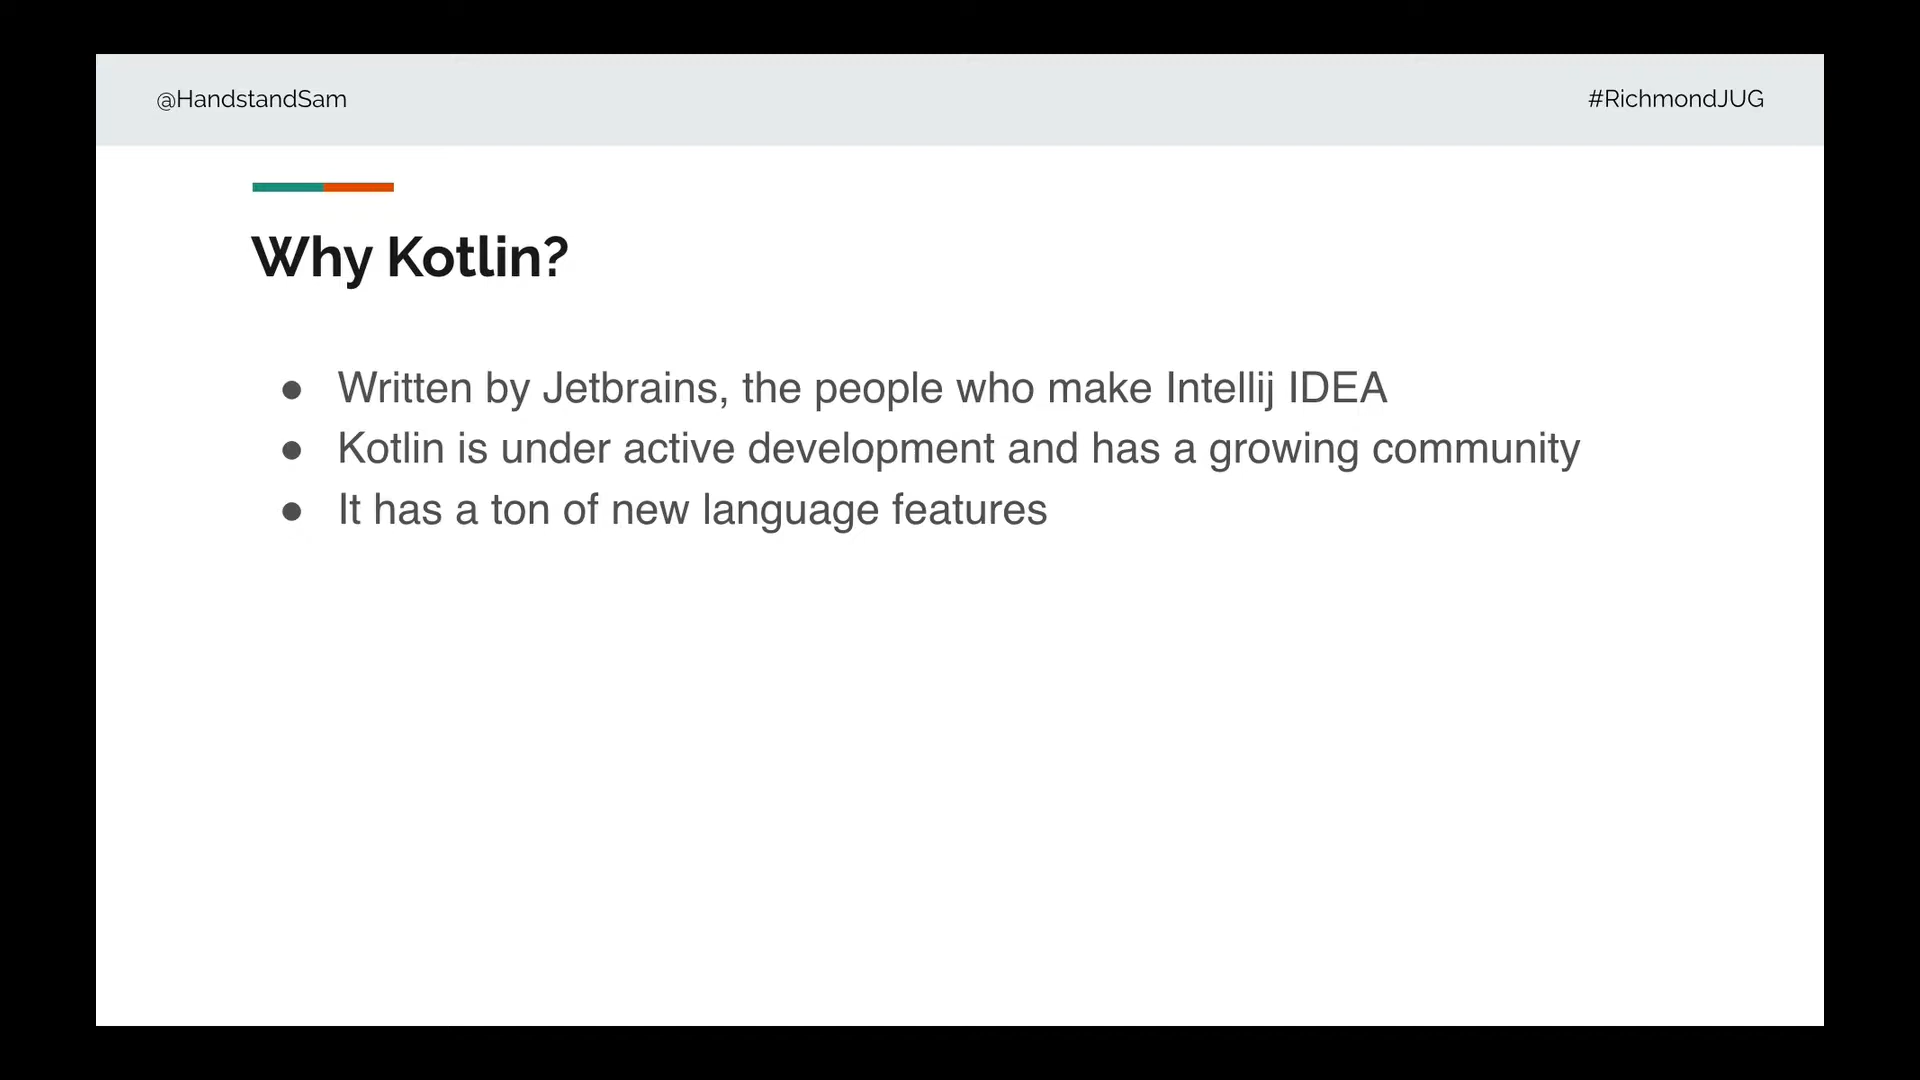 @HandstandSam
#RichmondJUG
Why Kotlin?
● Written by Jetbrains, the people who make Intellij IDEA
● Kotlin is under active development and has a growing community
● It has a ton of new language features